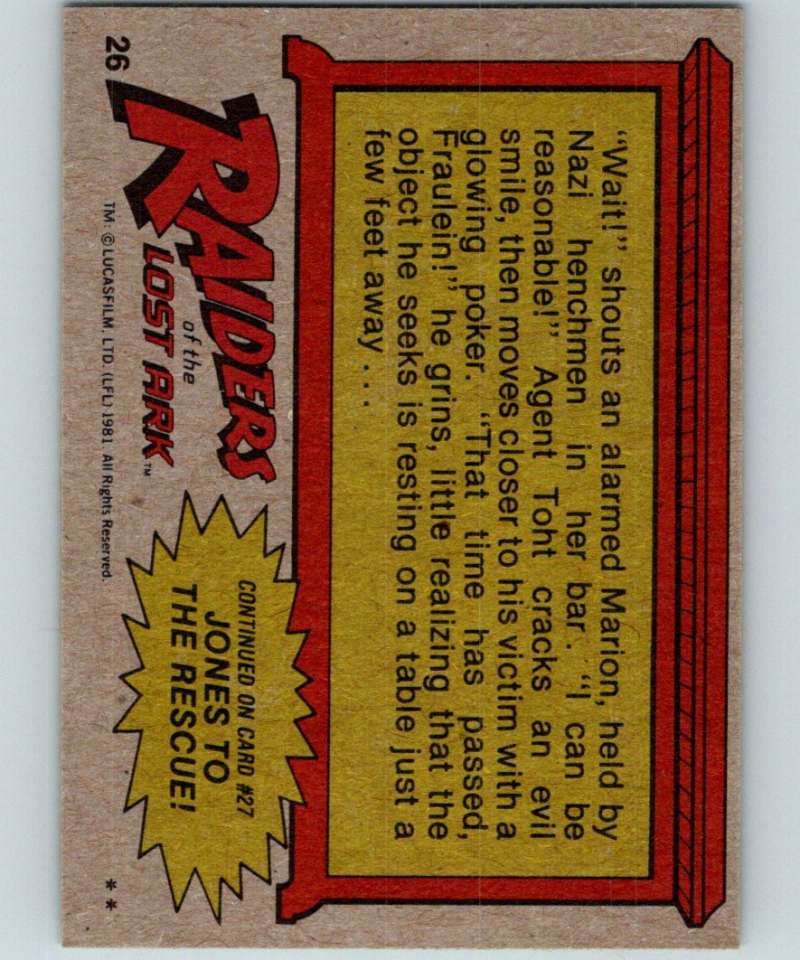 “Wait!” shouts an alarmed Marion, held by
Nazi henchmen in her bar. “I can be
reasonable!” Agent Toht cracks an evil
smile, then moves closer to his victim with a
glowing poker. “That time has passed,
Fraulein!” he grins, little realizing that the
object he seeks is resting on a table just a
few feet away...
RAIDERS
of the
LOST ARK™
CONTINUED ON CARD #27
JONES TO
THE RESCUE!
26
TM: © LUCASFILM, LTD. (LFL) 1981 All Rights Reserved.
**